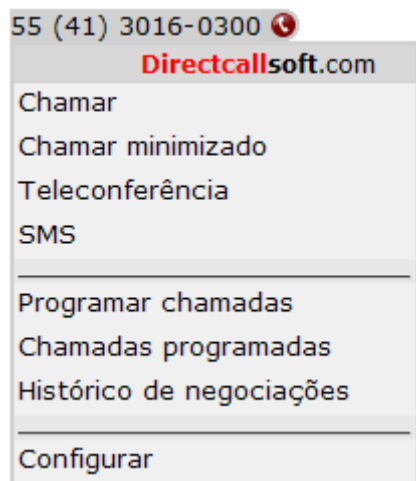 55 (41) 3016-0300
Directcallsoft.com
Chamar
Chamar minimizado
Teleconferência
SMS
Programar chamadas
Chamadas programadas
Histórico de negociações
Configurar